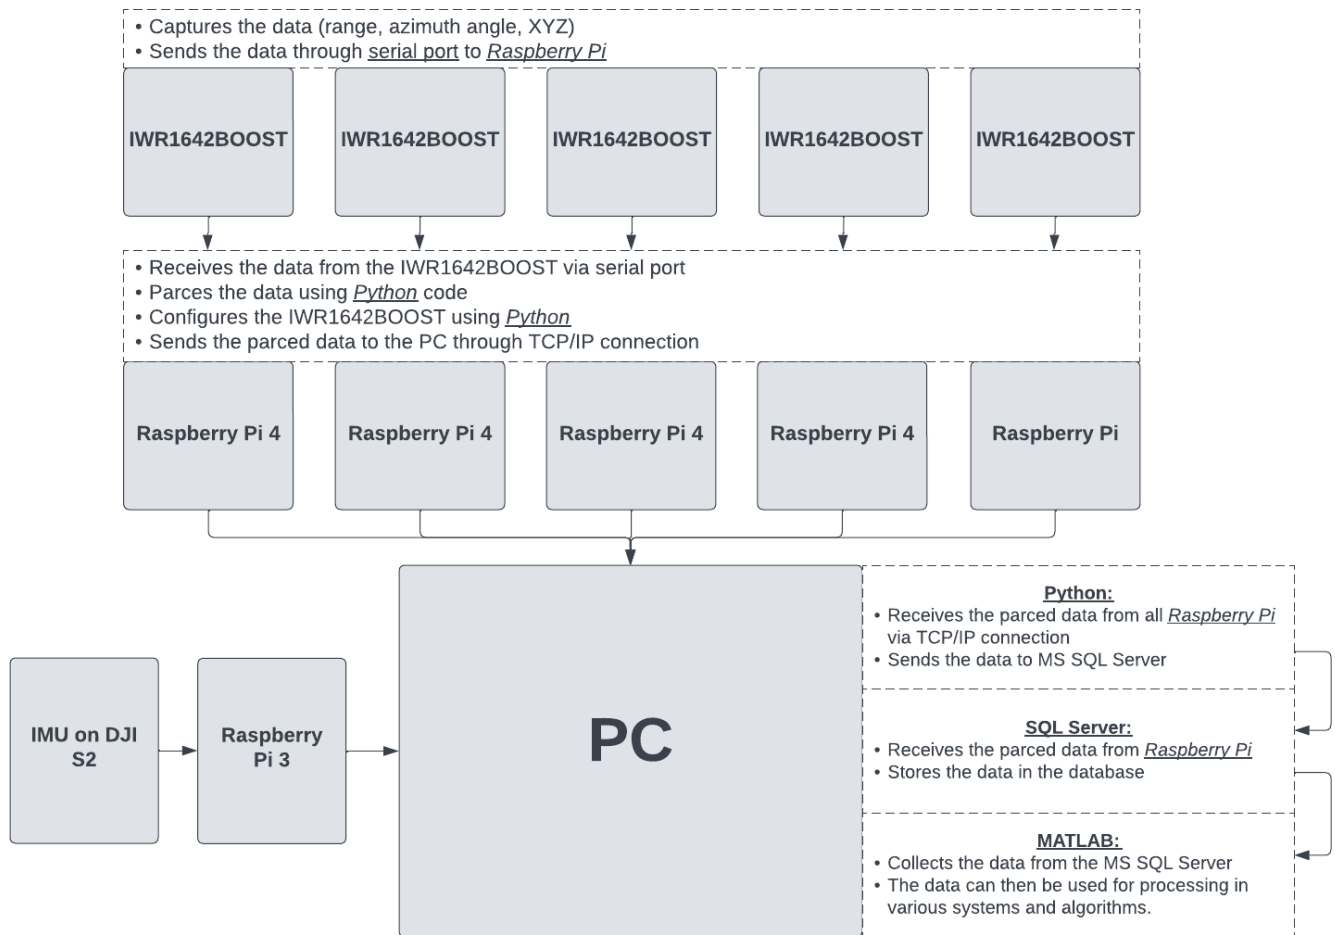 • Captures the data (range, azimuth angle, XYZ)
• Sends the data through serial port to Raspberry Pi
IWR1642BOOST
IWR1642BOOST
IWR1642BOOST
IWR1642BOOST
IWR1642BOOST
• Receives the data from the IWR1642BOOST via serial port
• Parces the data using Python code
• Configures the IWR1642BOOST using Python
• Sends the parced data to the PC through TCP/IP connection
Raspberry Pi 4
Raspberry Pi 4
Raspberry Pi 4
Raspberry Pi 4
Raspberry Pi
IMU on DJI
S2
Raspberry
Pi 3
PC
Python:
• Receives the parced data from all Raspberry Pi
via TCP/IP connection
• Sends the data to MS SQL Server
SQL Server:
• Receives the parced data from Raspberry Pi
• Stores the data in the database
MATLAB:
• Collects the data from the MS SQL Server
• The data can then be used for processing in
various systems and algorithms.